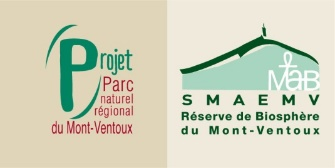 Projet
Parc
naturel
régional
du Mont-Ventoux
MaB
SMAEMV
Réserve de Biosphère
du Mont-Ventoux